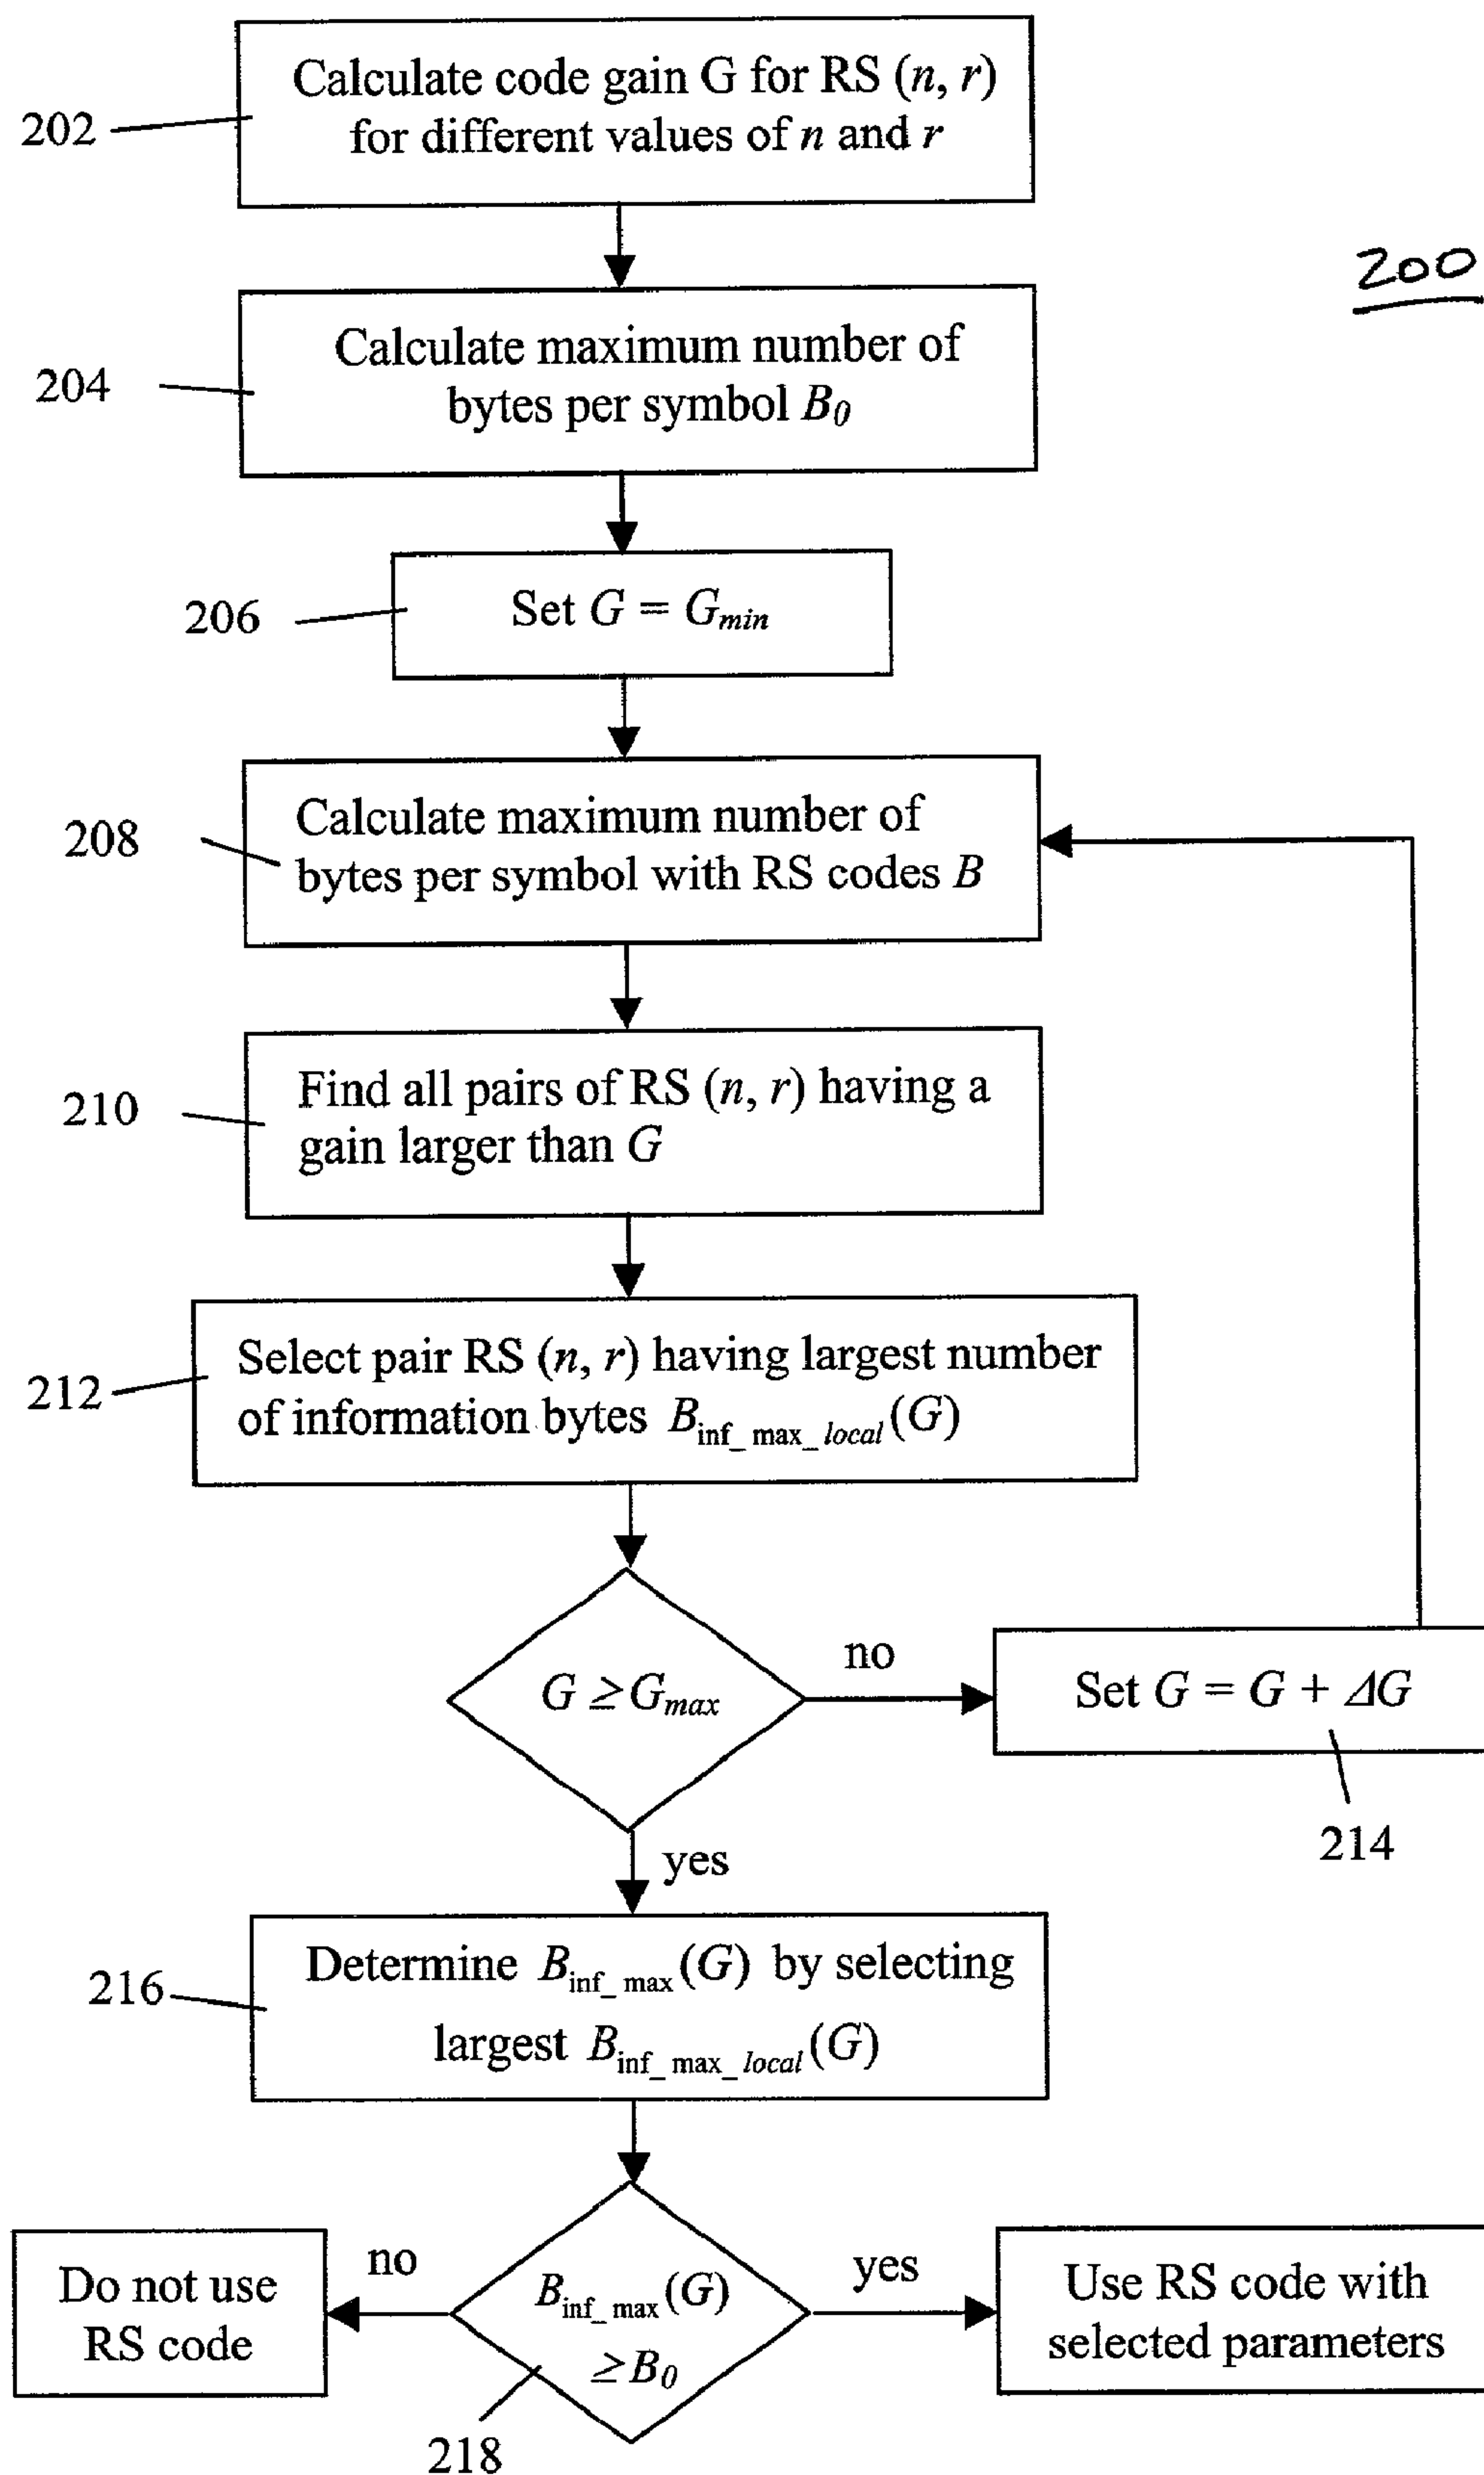 Calculate code gain G for RS (n, r)
for different values of n and r
202
200
Calculate maximum number of
bytes per symbol B0
204
Set G = Gmin
206
Calculate maximum number of
bytes per symbol with RS codes B
208
Find all pairs of RS (n, r) having a
gain larger than G
210
Select pair RS (n, r) having largest number
of information bytes Binf_max_local(G)
212
G ≥ Gmax
no
Set G = G + ΔG
214
yes
Determine Binf_max(G) by selecting
largest Binf_max_local(G)
216
Do not use
RS code
no
Binf_max(G)
≥ B0
yes
Use RS code with
selected parameters
218